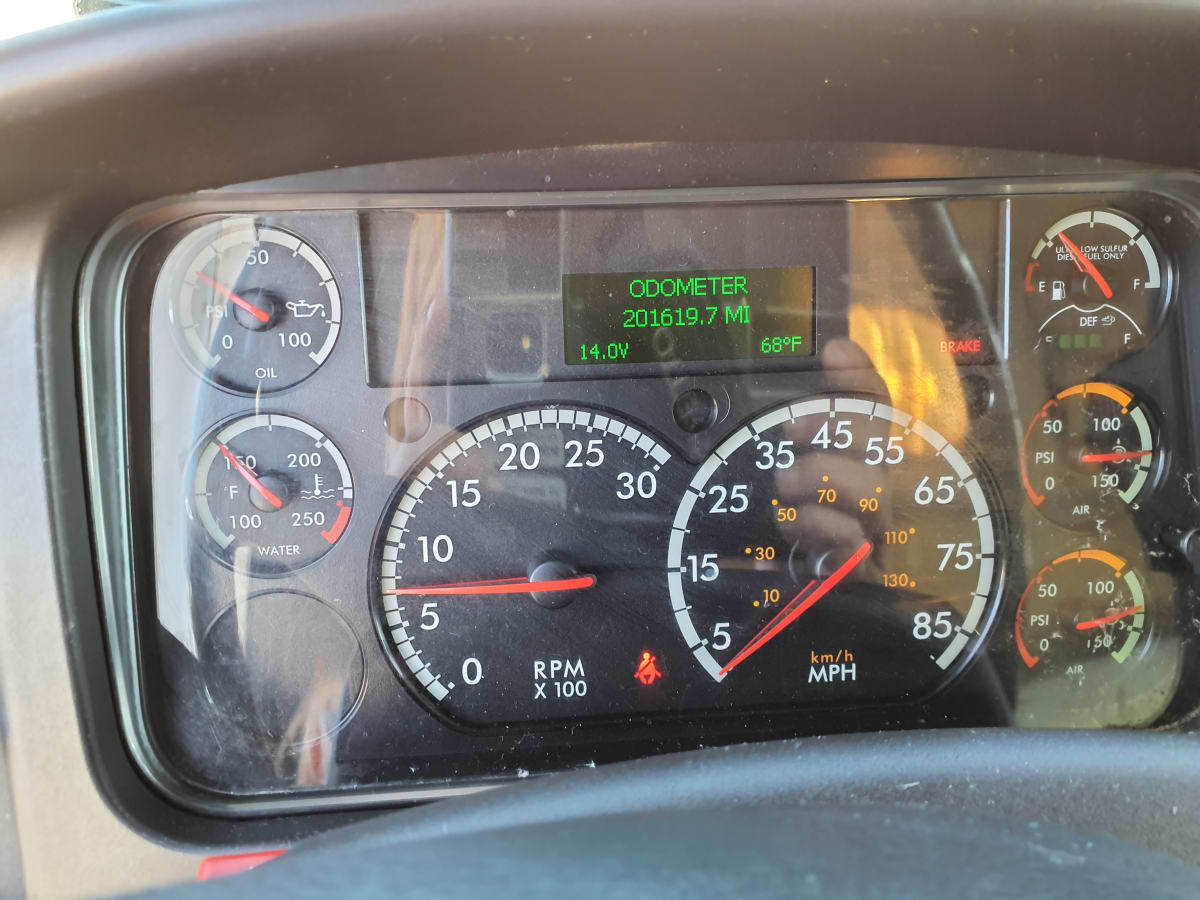 50
PSI
0
100
OIL
ODOMETER
201619.7 MI
14.0V
68°F
BRAKE
ULTRA LOW SULFUR
DIESEL FUEL ONLY
E
F
DEF
E
F
150
200
°F
100
250
WATER
0
5
10
15
20
25
30
RPM
X 100
5
15
25
35
45
55
65
75
85
10
30
50
70
90
110
130
km/h
MPH
50
100
PSI
0
150
AIR
50
100
PSI
0
150
AIR